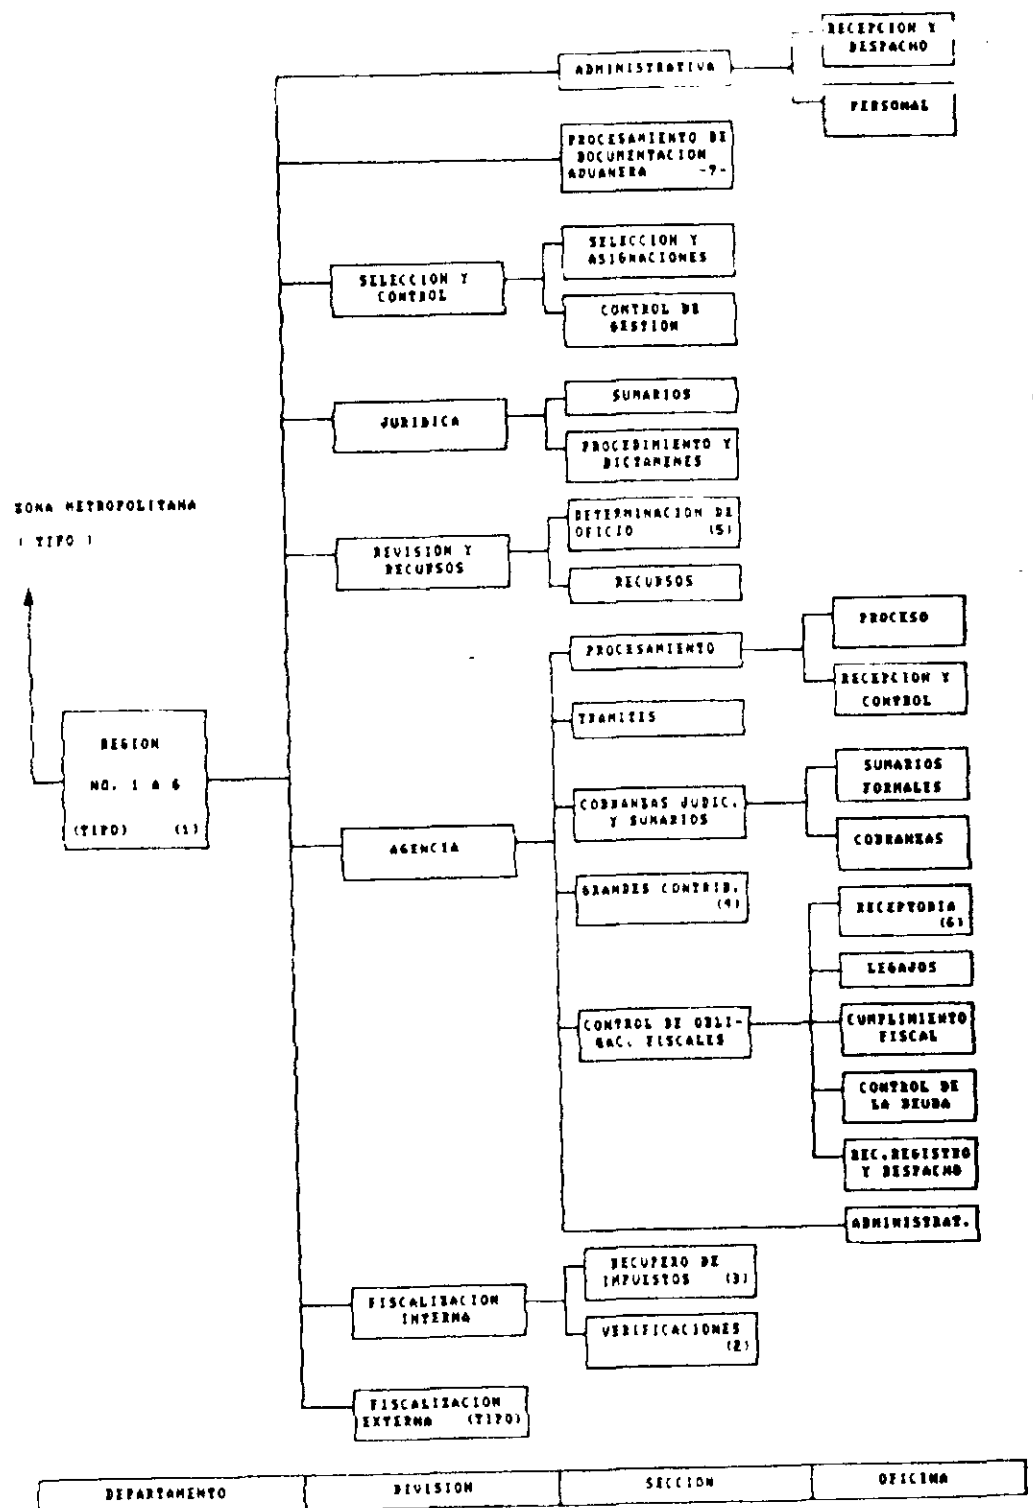 RECEPCION Y
DESPACHO
ADMINISTRATIVA
PERSONAL
PROCESAMIENTO DE
DOCUMENTACION
ADUANERA -7-
SELECCION Y
ASIGNACIONES
SELECCION Y
CONTROL
CONTROL DE
GESTION
SUMARIOS
JURIDICA
PROCEDIMIENTO Y
DICTAMENES
ZONA METROPOLITANA
( TIPO )
DETERMINACION DE
OFICIO (5)
REVISION Y
RECURSOS
RECURSOS
PROCESO
PROCESAMIENTO
RECEPCION Y
CONTROL
TRAMITES
REGION
NO. 1 A 6
(TIPO) (1)
SUMARIOS
FORMALES
COBRANZAS JUDIC.
Y SUMARIOS
COBRANZAS
AGENCIA
GRANDES CONTRIB.
(4)
RECEPTORIA
(6)
LEGAJOS
CONTROL DE OBLI-
GAC. FISCALES
CUMPLIMIENTO
FISCAL
CONTROL DE
LA DEUDA
REC.REGISTRO
Y DESPACHO
ADMINISTRAT.
RECUPERO DE
IMPUESTOS (3)
FISCALIZACION
INTERNA
VERIFICACIONES
(2)
FISCALIZACION
EXTERNA (TIPO)
DEPARTAMENTO DIVISION SECCION OFICINA